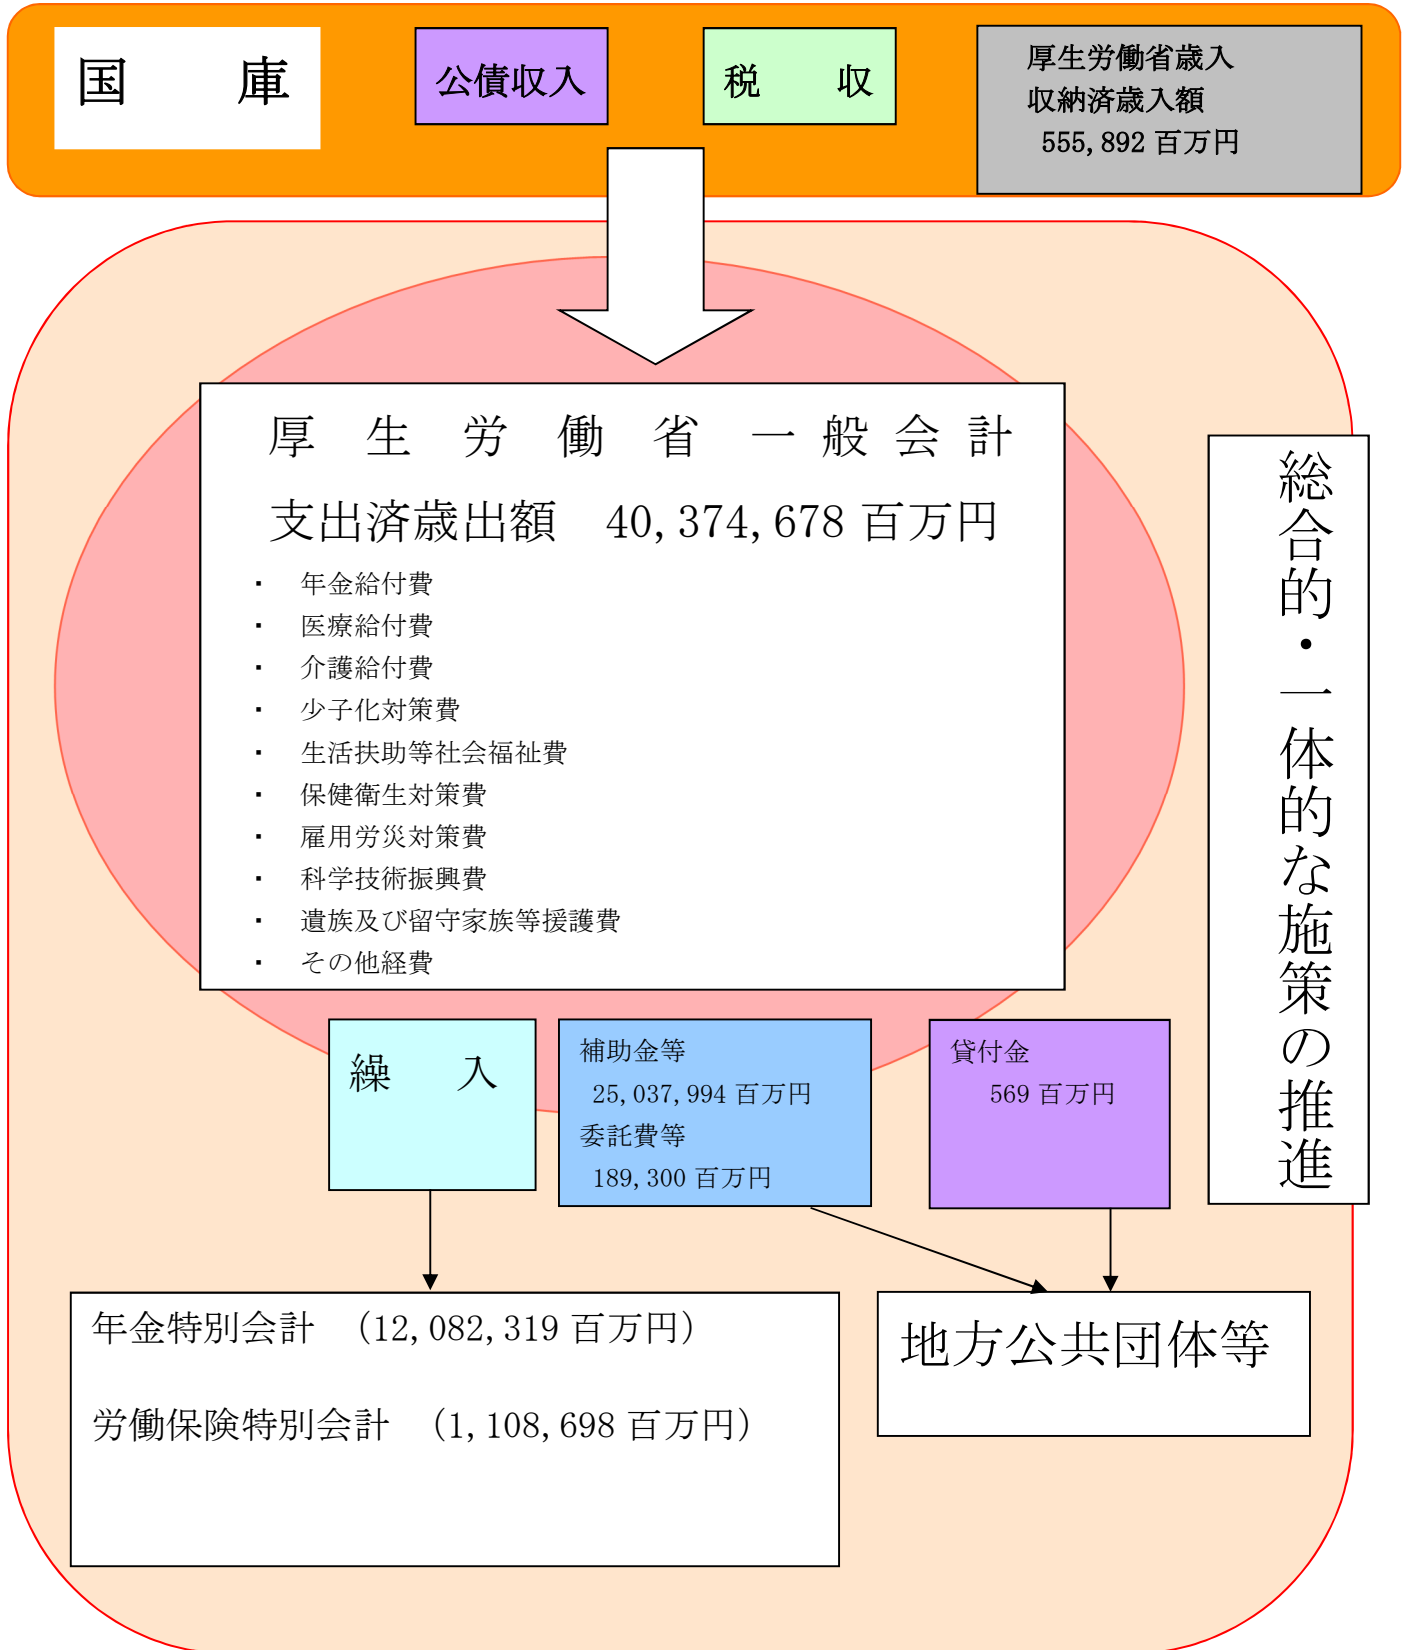 国　　庫
公債収入
税　　収
厚生労働省歳入
収納済歳入額
555,892 百万円
厚　生　労　働　省　一 般 会 計
支出済歳出額　40,374,678 百万円
・　年金給付費
・　医療給付費
・　介護給付費
・　少子化対策費
・　生活扶助等社会福祉費
・　保健衛生対策費
・　雇用労災対策費
・　科学技術振興費
・　遺族及び留守家族等援護費
・　その他経費
総合的・一体的な施策の推進
繰　　入
補助金等
25,037,994 百万円
委託費等
189,300 百万円
貸付金
569 百万円
年金特別会計　（12,082,319 百万円）
労働保険特別会計　（1,108,698 百万円）
地方公共団体等